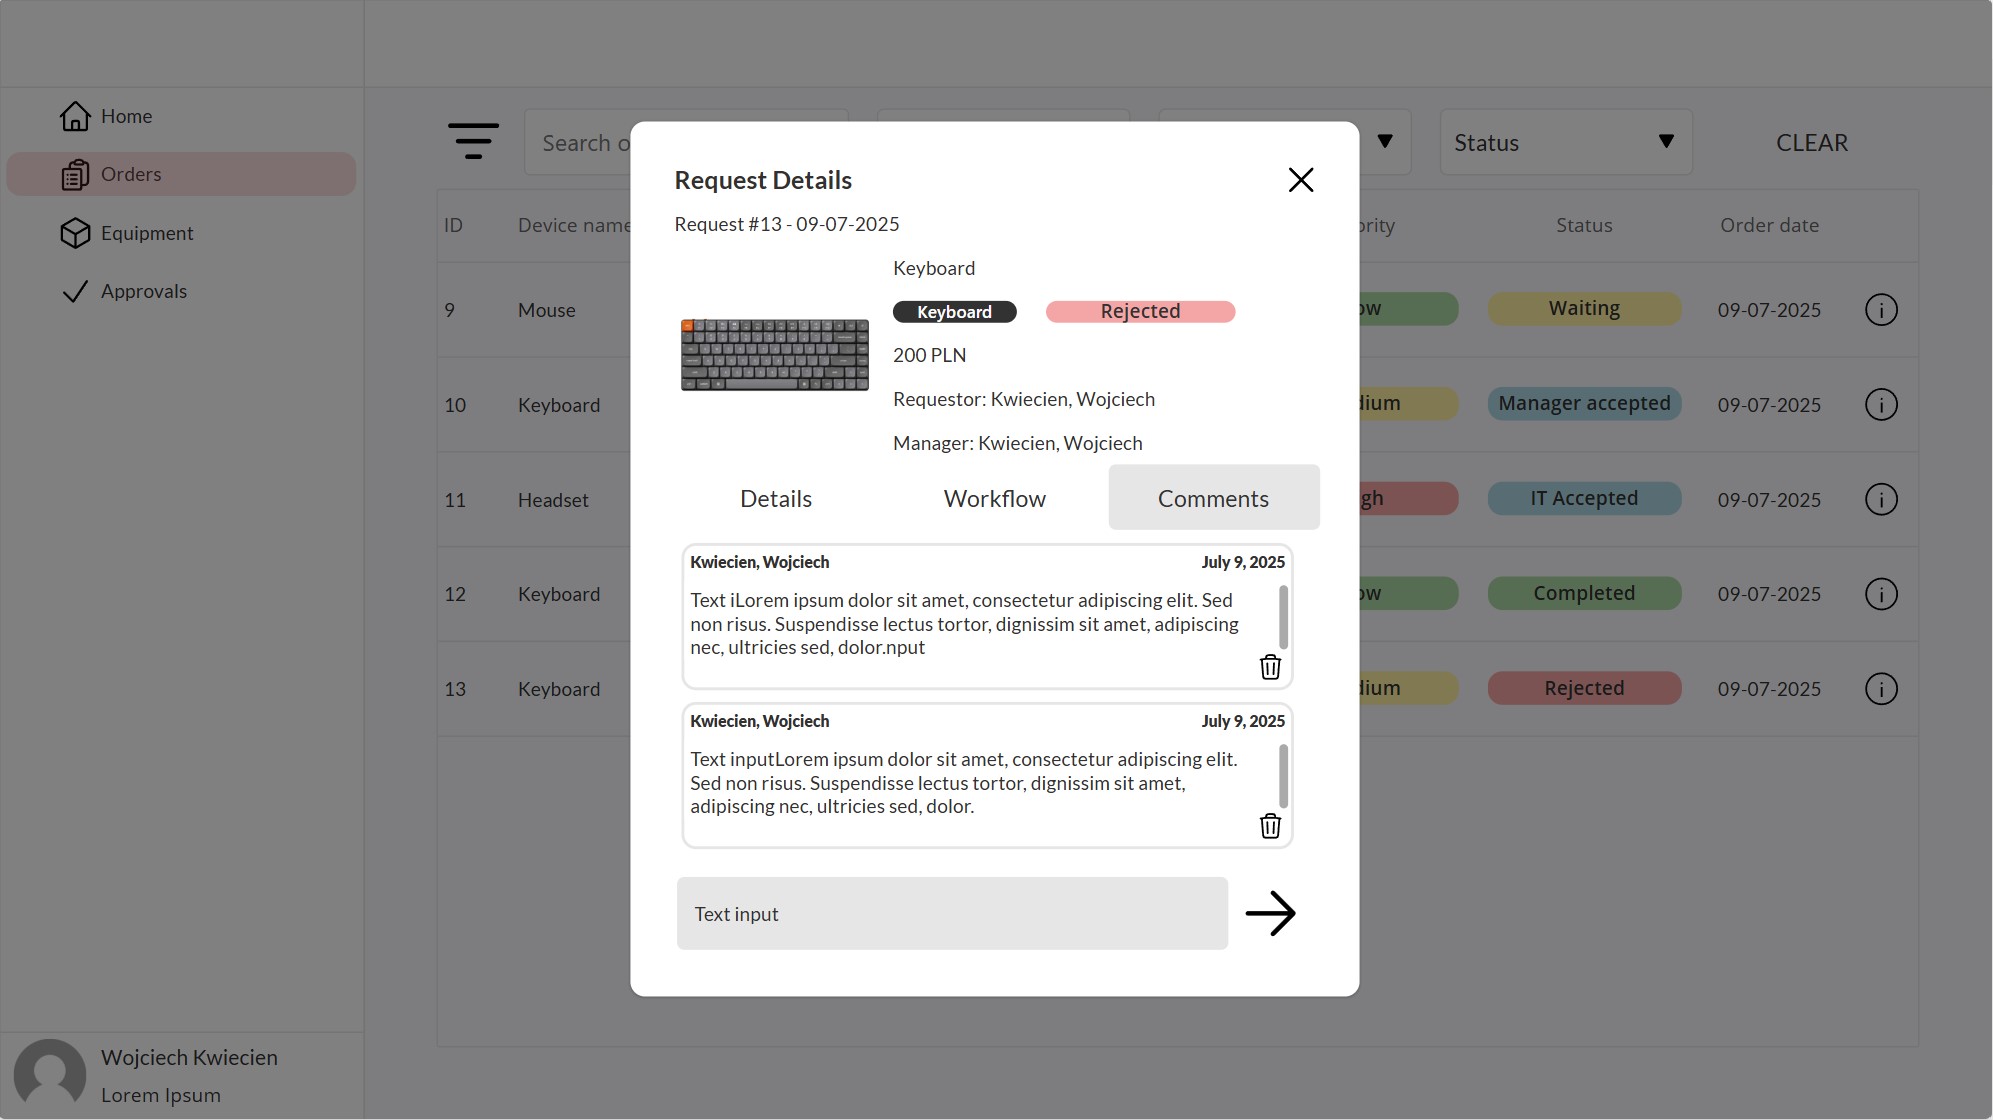 Home
Orders
Equipment
Approvals
Search o
Status
CLEAR
ID
Device name
ority
Status
Order date
9
Mouse
ow
Waiting
09-07-2025
10
Keyboard
dium
Manager accepted
09-07-2025
11
Headset
gh
IT Accepted
09-07-2025
12
Keyboard
ow
Completed
09-07-2025
13
Keyboard
dium
Rejected
09-07-2025
Request Details
Request #13 - 09-07-2025
Keyboard
Keyboard
Rejected
200 PLN
Requestor: Kwiecien, Wojciech
Manager: Kwiecien, Wojciech
Details
Workflow
Comments
Kwiecien, Wojciech
July 9, 2025
Text iLorem ipsum dolor sit amet, consectetur adipiscing elit. Sed
non risus. Suspendisse lectus tortor, dignissim sit amet, adipiscing
nec, ultricies sed, dolor.nput
Kwiecien, Wojciech
July 9, 2025
Text inputLorem ipsum dolor sit amet, consectetur adipiscing elit.
Sed non risus. Suspendisse lectus tortor, dignissim sit amet,
adipiscing nec, ultricies sed, dolor.
Text input
Wojciech Kwiecien
Lorem Ipsum